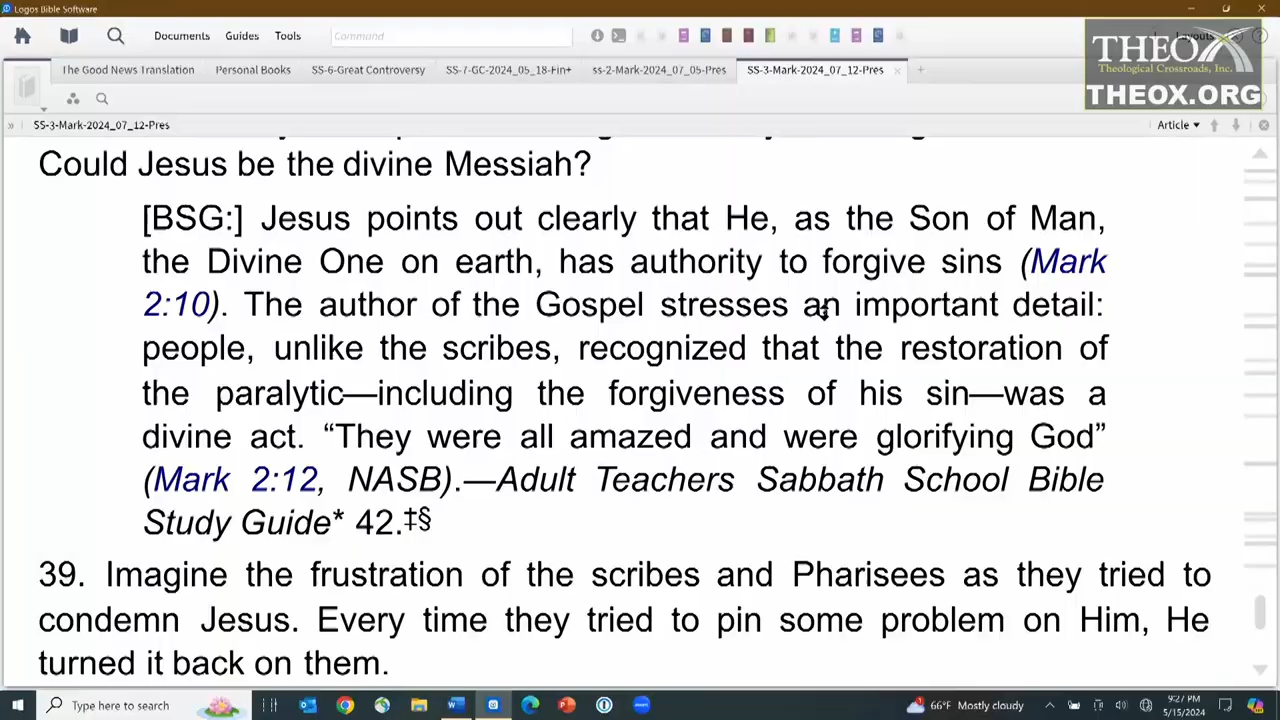 Logos Bible Software
Documents Guides Tools Command
THEOX
Theological Crossroads, Inc.
THEOX.ORG
The Good News Translation Personal Books SS-6-Great Controvers 05_18-Fin+ ss-2-Mark-2024_07_05-Pres SS-3-Mark-2024_07_12-Pres
SS-3-Mark-2024_07_12-Pres Article
Could Jesus be the divine Messiah?
[BSG:] Jesus points out clearly that He, as the Son of Man,
the Divine One on earth, has authority to forgive sins (Mark
2:10). The author of the Gospel stresses an important detail:
people, unlike the scribes, recognized that the restoration of
the paralytic—including the forgiveness of his sin—was a
divine act. “They were all amazed and were glorifying God”
(Mark 2:12, NASB).—Adult Teachers Sabbath School Bible
Study Guide* 42.‡§
39. Imagine the frustration of the scribes and Pharisees as they tried to
condemn Jesus. Every time they tried to pin some problem on Him, He
turned it back on them.
Type here to search 66°F Mostly cloudy 9:27 PM
5/15/2024